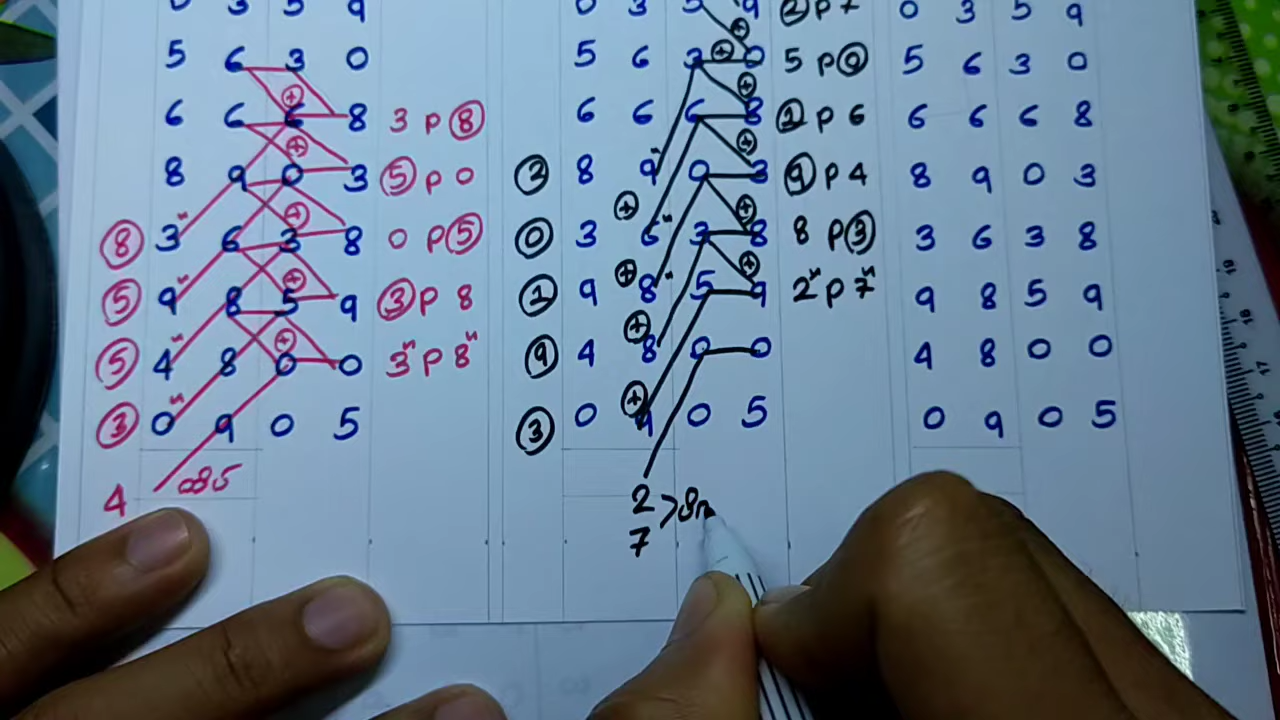 0 3 5 9 0 3 5 9 ② p 7 0 3 5 9
5 6 3 0 5 6 3 0 5 p ⓪ 5 6 3 0
6 6 6 8 3 p ⑧ 6 6 6 8 p 6 6 6 6 8
8 9 0 3 ⑤ p 0 8 9 0 3 ⑨ p 4 8 9 0 3
⑧ 3" 6 3 8 0 p ⑤ ⓪ 3 6" 3 8 8 p ③ 3 6 3 8
⑤ 9" 8 5 9 ③ p 8 9 8" 5 9 2" p 7" 9 8 5 9
⑤ 4" 8 0 0 3" p 8" ⑨ 4 8 0 0 4 8 0 0
③ 0" 9 0 5 ③ 0 9 0 5 0 9 0 5
4 2 >
7